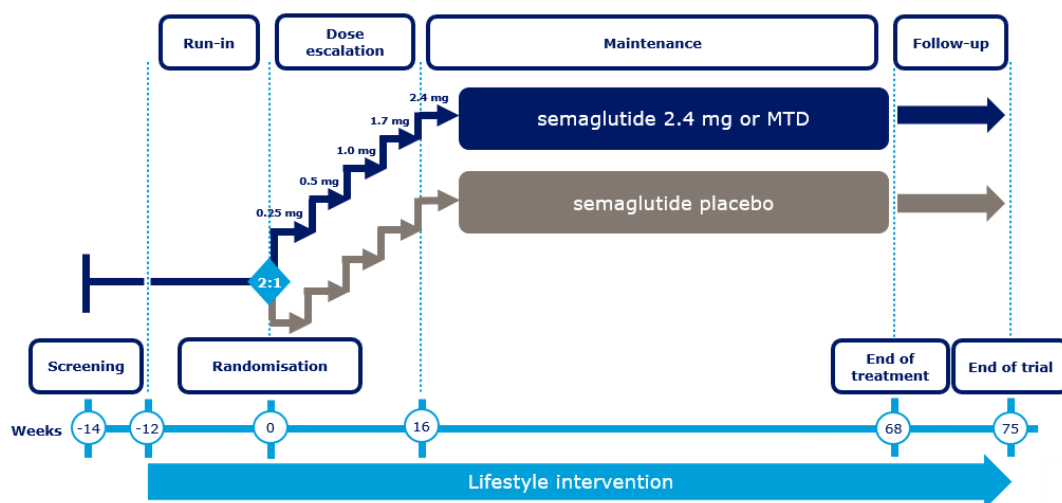 Run-in
Dose
escalation
Maintenance
Follow-up
2.4 mg
1.7 mg
1.0 mg
0.5 mg
0.25 mg
semaglutide 2.4 mg or MTD
semaglutide placebo
2:1
Screening
Randomisation
End of
treatment
End of trial
Weeks
-14
-12
0
16
68
75
Lifestyle intervention